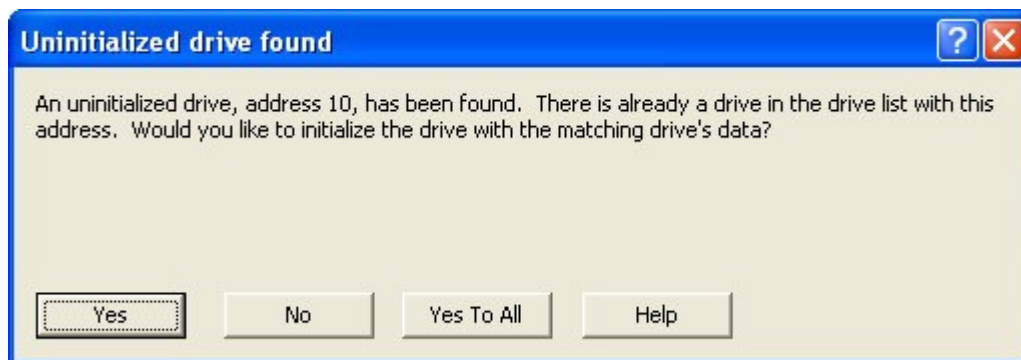 Uninitialized drive found
An uninitialized drive, address 10, has been found. There is already a drive in the drive list with this
address. Would you like to initialize the drive with the matching drive's data?
Yes No Yes To All Help